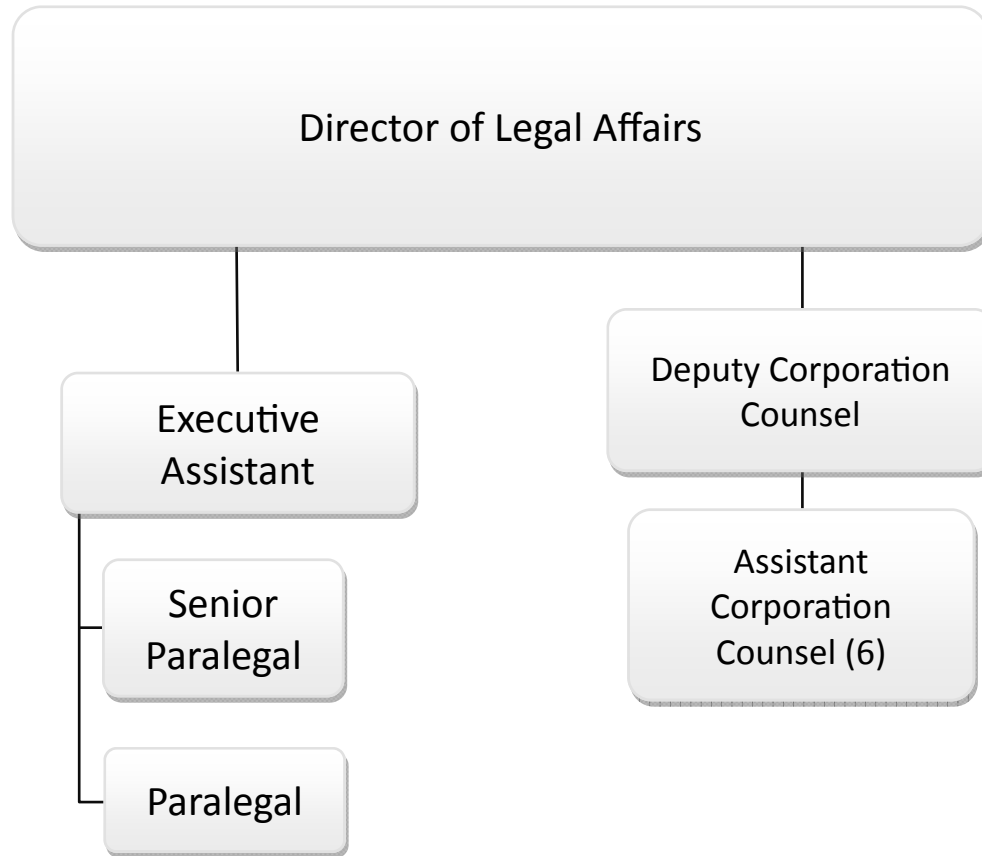 Director of Legal Affairs
Executive
Assistant
Senior
Paralegal
Paralegal
Deputy Corporation
Counsel
Assistant
Corporation
Counsel (6)